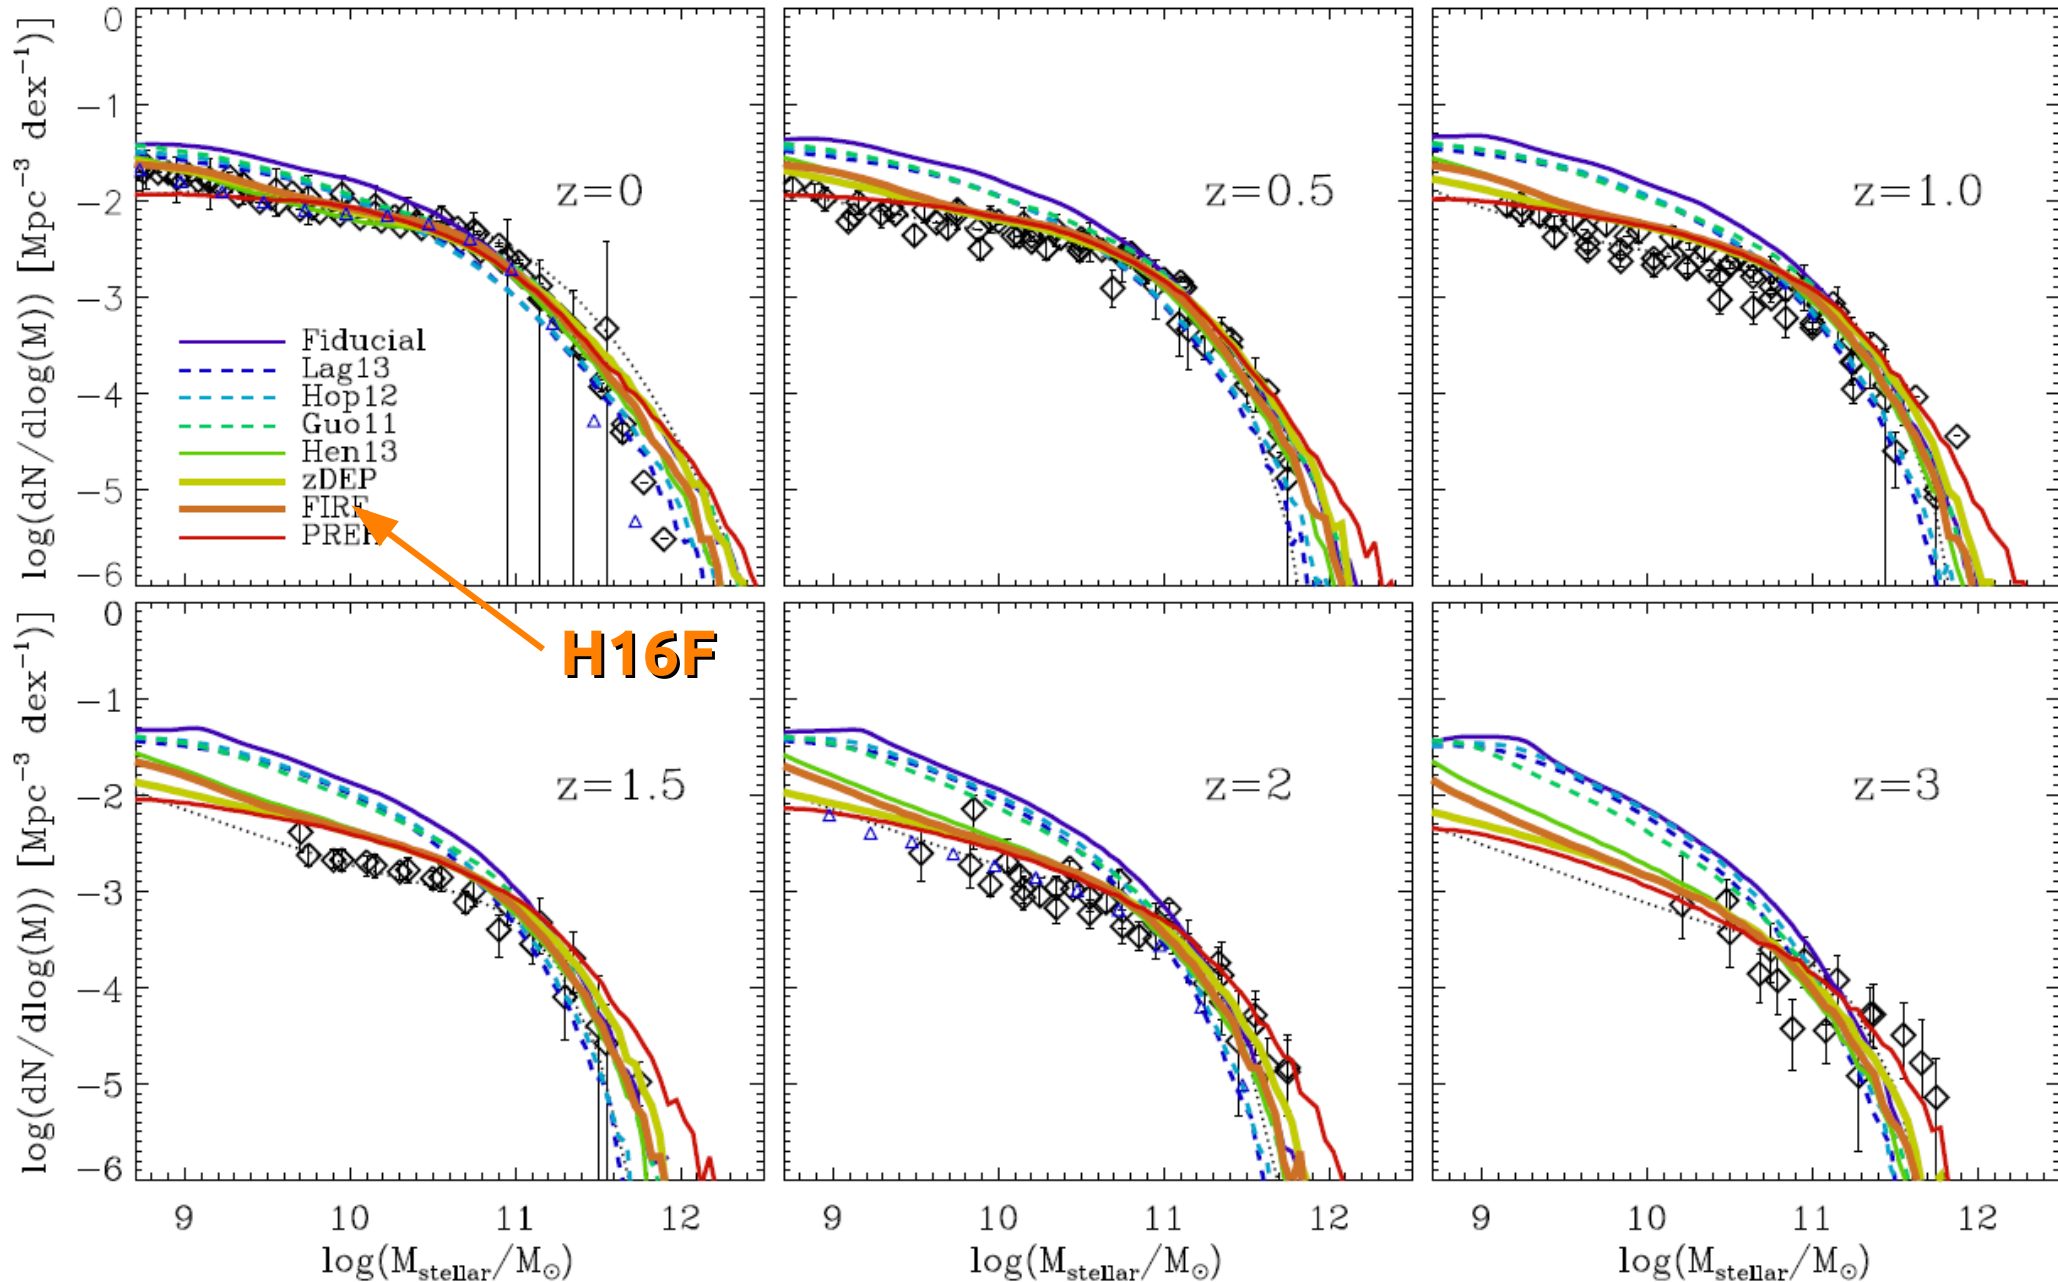 0
−1
−2
−3
−4
−5
−6
log(dN/dlog(M)) [Mpc⁻³ dex⁻¹]
z=0
Fiducial
Lag13
Hop12
Guo11
Hen13
zDEP
FIRE
PREH
z=0.5
z=1.0
H16F
0
−1
−2
−3
−4
−5
−6
log(dN/dlog(M)) [Mpc⁻³ dex⁻¹]
z=1.5
z=2
z=3
9 10 11 12
9 10 11 12
9 10 11 12
log(M_stellar/M_⊙)
log(M_stellar/M_⊙)
log(M_stellar/M_⊙)